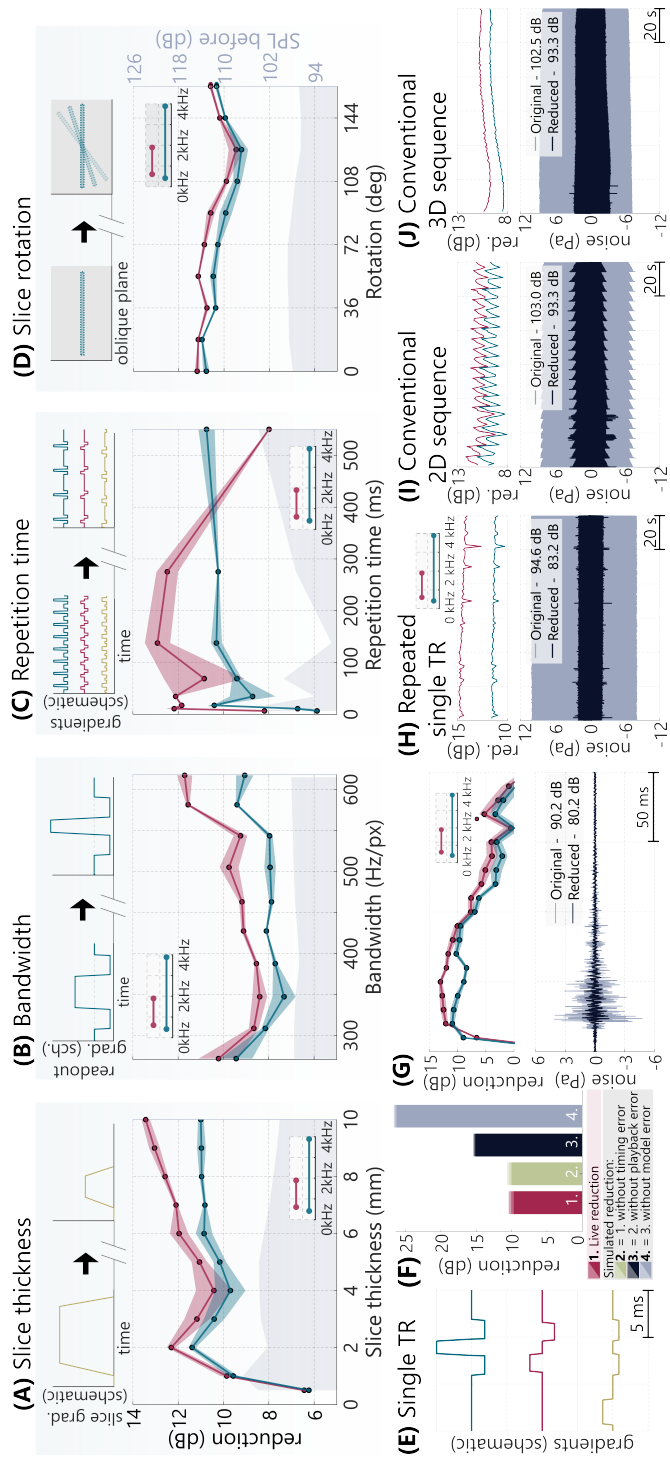 (A) Slice thickness
slice grad.
(schematic)
time
14
12
10
8
6
reduction (dB)
0kHz 2kHz 4kHz
0 2 4 6 8 10
Slice thickness (mm)
(B) Bandwidth
readout
grad. (sch.)
time
0kHz 2kHz 4kHz
300 400 500 600
Bandwidth (Hz/px)
(C) Repetition time
gradients
(schematic)
time
0kHz 2kHz 4kHz
0 100 200 300 400 500
Repetition time (ms)
(D) Slice rotation
oblique plane
0kHz 2kHz 4kHz
126
118
110
102
94
SPL before (dB)
0 36 72 108 144
Rotation (deg)
(E) Single TR
gradients (schematic)
5 ms
(F)
25
20
15
10
5
0
reduction (dB)
1. 2. 3. 4.
1. Live reduction
Simulated reduction:
2. = 1. without timing error
3. = 2. without playback error
4. = 3. without model error
(G)
15
10
5
0
reduction (dB)
0 kHz 2 kHz 4 kHz
6
3
0
-3
-6
noise (Pa)
Original - 90.2 dB
Reduced - 80.2 dB
50 ms
(H) Repeated
single TR
0 kHz 2 kHz 4 kHz
15
10
red. (dB)
12
6
0
-6
-12
noise (Pa)
Original - 94.6 dB
Reduced - 83.2 dB
20 s
(I) Conventional
2D sequence
13
8
red. (dB)
12
6
0
-6
-12
noise (Pa)
Original - 103.0 dB
Reduced - 93.3 dB
20 s
(J) Conventional
3D sequence
13
8
red. (dB)
12
6
0
-6
-12
noise (Pa)
Original - 102.5 dB
Reduced - 93.3 dB
20 s